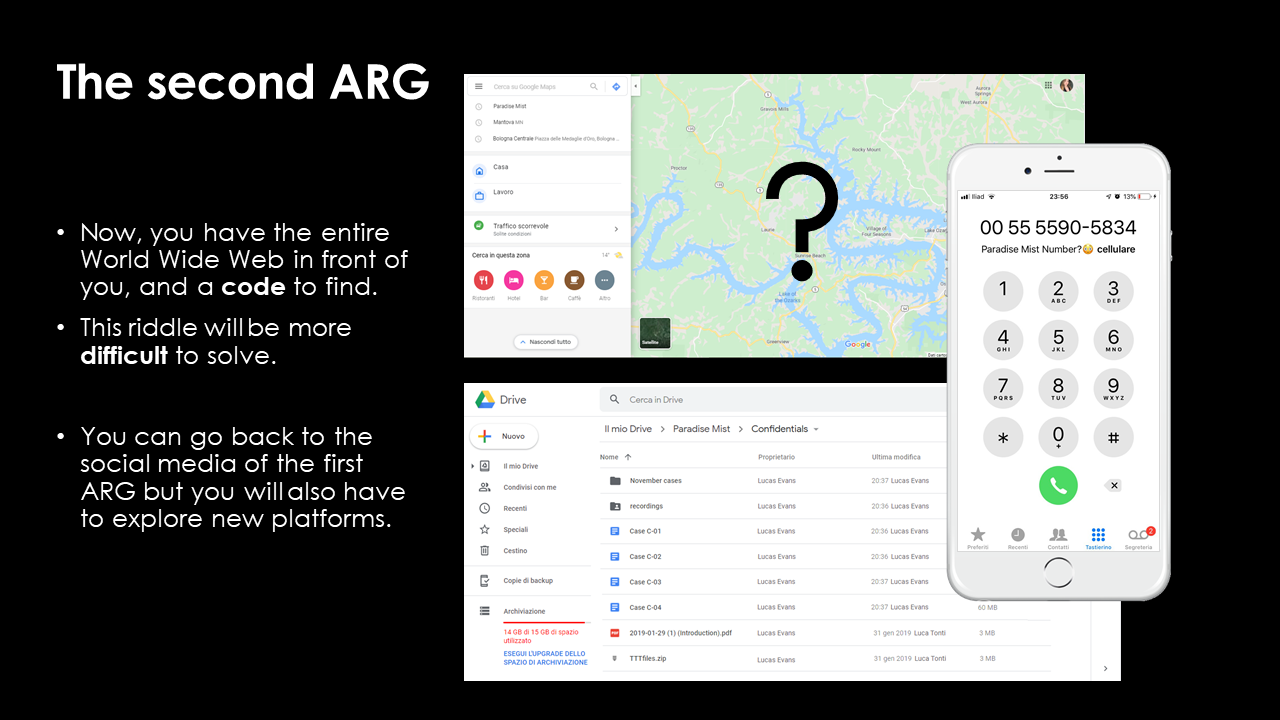 The second ARG
• Now, you have the entire
World Wide Web in front of
you, and a code to find.
• This riddle will be more
difficult to solve.
• You can go back to the
social media of the first
ARG but you will also have
to explore new platforms.
Cerca su Google Maps
Paradise Mist
Mantova MN
Bologna Centrale Piazza delle Medaglie d'Oro, Bologna ...
Casa
Lavoro
Traffico scorrevole
Solite condizioni
Cerca in questa zona 14°
Ristoranti Hotel Bar Caffè Altro
Nascondi tutto
Satellite
Gravois Mills
Aurora
Springs
West Aurora
Proctor
Rocky Mount
Laurie
Village of
Four Seasons
Sunrise Beach
Lake of
the Ozarks
Greenview
Google
?
Iliad 23:56 13%
00 55 5590-5834
Paradise Mist Number?😳 cellulare
1 2 3
ABC DEF
4 5 6
GHI JKL MNO
7 8 9
PQRS TUV WXYZ
* 0 #
+
2
Preferiti Recenti Contatti Tastierino Segreteria
Drive
Cerca in Drive
Nuovo
Il mio Drive > Paradise Mist > Confidentials
Il mio Drive
Condivisi con me
Recenti
Speciali
Cestino
Copie di backup
Archiviazione
14 GB di 15 GB di spazio
utilizzato
ESEGUI L'UPGRADE DELLO
SPAZIO DI ARCHIVIAZIONE
Nome ↑ Proprietario Ultima modifica
November cases Lucas Evans 20:37 Lucas Evans
recordings Lucas Evans 20:36 Lucas Evans
Case C-01 Lucas Evans 20:36 Lucas Evans
Case C-02 Lucas Evans 20:36 Lucas Evans
Case C-03 Lucas Evans 20:37 Lucas Evans
Case C-04 Lucas Evans 20:37 Lucas Evans 60 MB
PDF 2019-01-29 (1) (Introduction).pdf Lucas Evans 31 gen 2019 Luca Tonti 3 MB
TTTfiles.zip Lucas Evans 31 gen 2019 Luca Tonti 3 MB